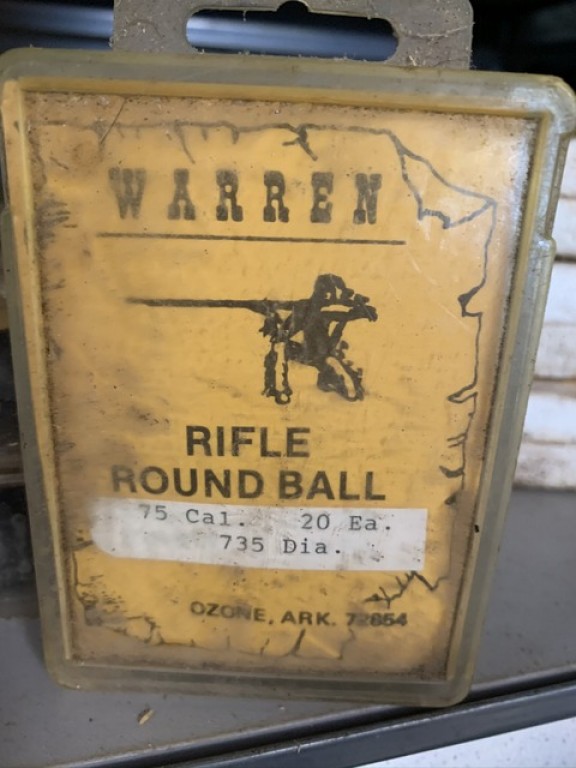 WARREN
RIFLE
ROUND BALL
75 Cal. 20 Ea.
735 Dia.
OZONE, ARK. 72854